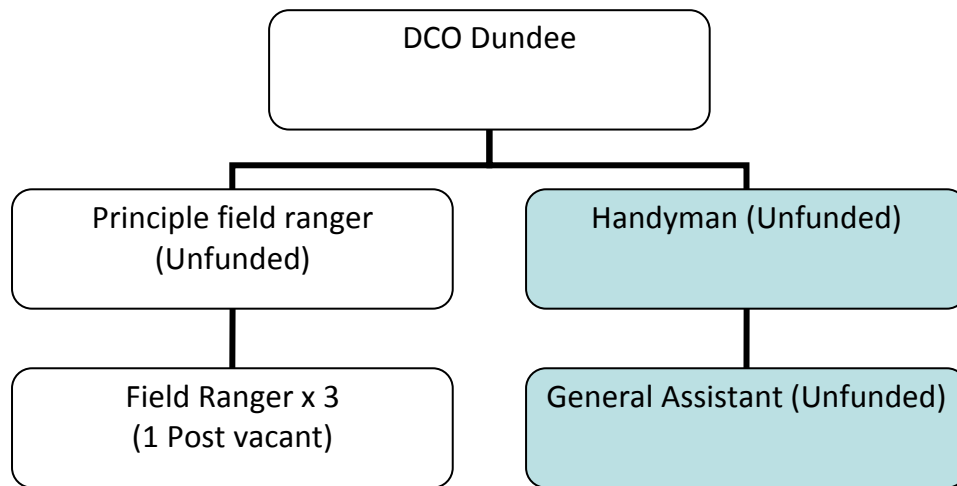 DCO Dundee
Principle field ranger
(Unfunded)
Handyman (Unfunded)
Field Ranger x 3
(1 Post vacant)
General Assistant (Unfunded)